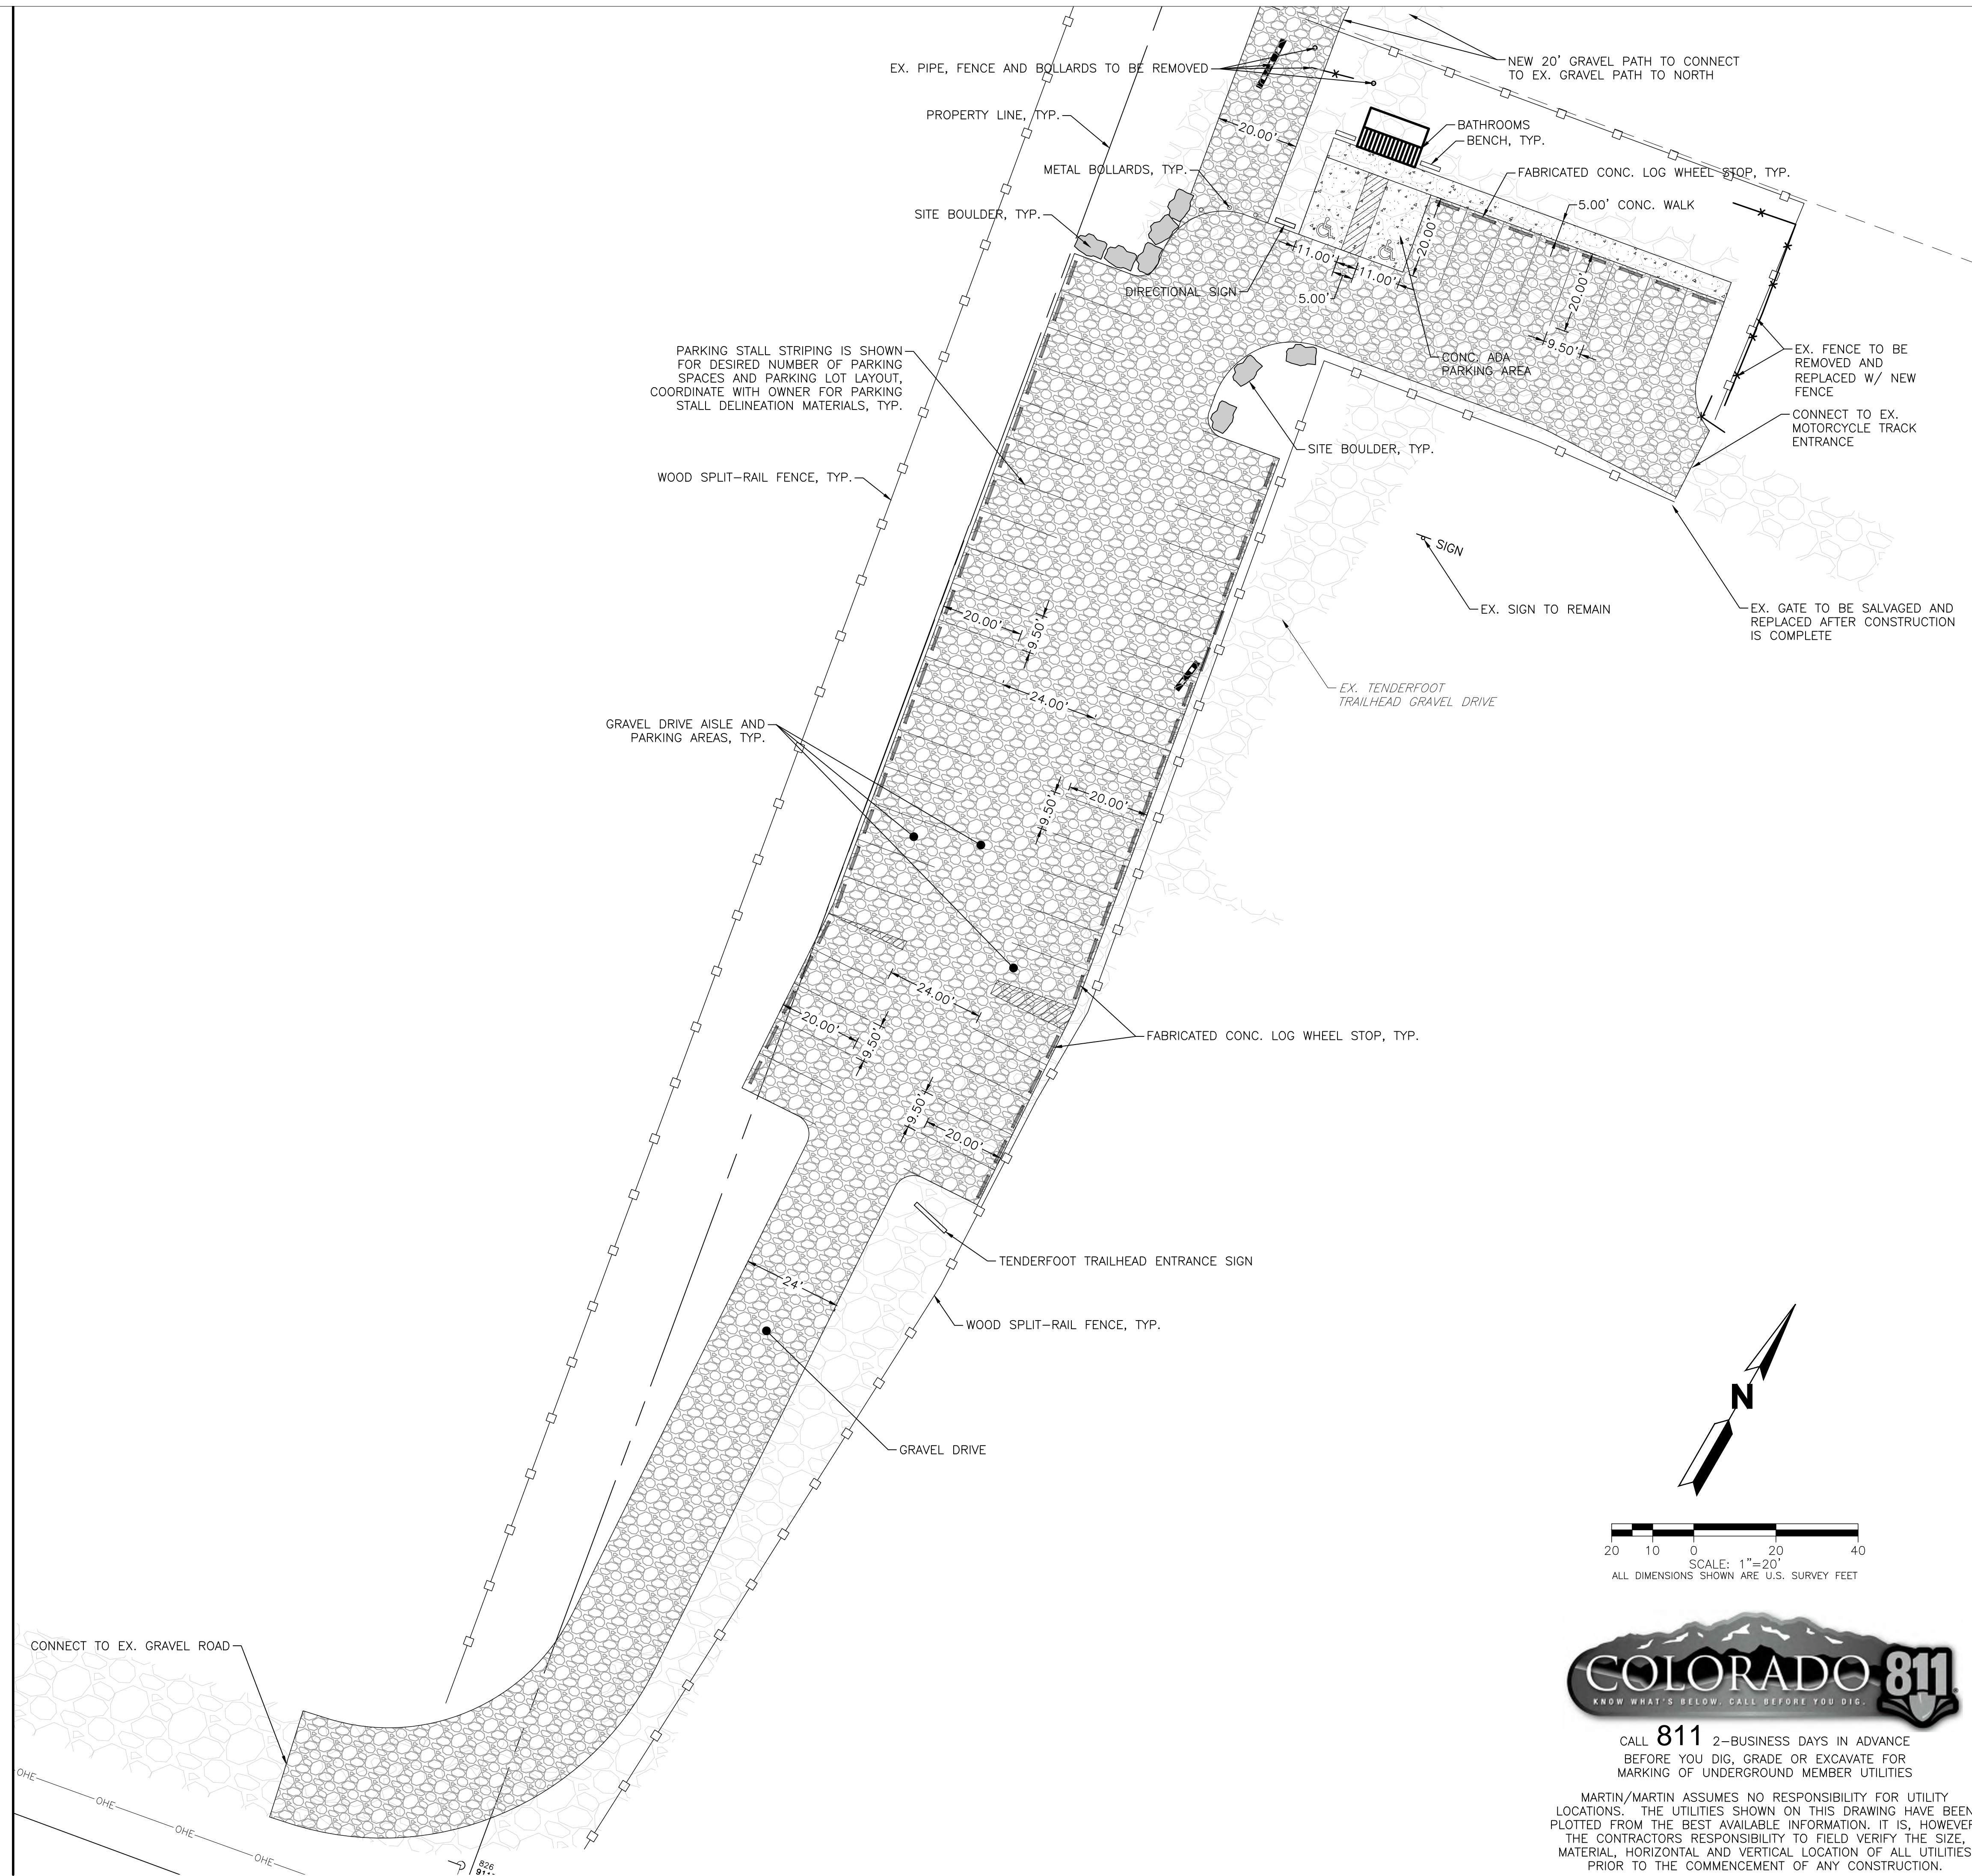 EX. PIPE, FENCE AND BOLLARDS TO BE REMOVED
NEW 20' GRAVEL PATH TO CONNECT
TO EX. GRAVEL PATH TO NORTH
PROPERTY LINE, TYP.
20.00'
BATHROOMS
BENCH, TYP.
METAL BOLLARDS, TYP.
FABRICATED CONC. LOG WHEEL STOP, TYP.
SITE BOULDER, TYP.
5.00' CONC. WALK
20.00'
11.00'
11.00'
DIRECTIONAL SIGN
5.00'
20.00'
9.50'
PARKING STALL STRIPING IS SHOWN
FOR DESIRED NUMBER OF PARKING
SPACES AND PARKING LOT LAYOUT,
COORDINATE WITH OWNER FOR PARKING
STALL DELINEATION MATERIALS, TYP.
CONC. ADA
PARKING AREA
EX. FENCE TO BE
REMOVED AND
REPLACED W/ NEW
FENCE
CONNECT TO EX.
MOTORCYCLE TRACK
ENTRANCE
SITE BOULDER, TYP.
WOOD SPLIT-RAIL FENCE, TYP.
SIGN
EX. SIGN TO REMAIN
EX. GATE TO BE SALVAGED AND
REPLACED AFTER CONSTRUCTION
IS COMPLETE
20.00'
9.50'
24.00'
EX. TENDERFOOT
TRAILHEAD GRAVEL DRIVE
GRAVEL DRIVE AISLE AND
PARKING AREAS, TYP.
9.50'
20.00'
24.00'
20.00'
9.50'
FABRICATED CONC. LOG WHEEL STOP, TYP.
9.50'
20.00'
TENDERFOOT TRAILHEAD ENTRANCE SIGN
24'
WOOD SPLIT-RAIL FENCE, TYP.
GRAVEL DRIVE
N
20 10 0 20 40
SCALE: 1"=20'
ALL DIMENSIONS SHOWN ARE U.S. SURVEY FEET
CONNECT TO EX. GRAVEL ROAD
OHE
OHE
OHE
OHE
826
COLORADO 811
KNOW WHAT'S BELOW. CALL BEFORE YOU DIG.
CALL 811 2-BUSINESS DAYS IN ADVANCE
BEFORE YOU DIG, GRADE OR EXCAVATE FOR
MARKING OF UNDERGROUND MEMBER UTILITIES
MARTIN/MARTIN ASSUMES NO RESPONSIBILITY FOR UTILITY
LOCATIONS. THE UTILITIES SHOWN ON THIS DRAWING HAVE BEEN
PLOTTED FROM THE BEST AVAILABLE INFORMATION. IT IS, HOWEVER
THE CONTRACTORS RESPONSIBILITY TO FIELD VERIFY THE SIZE,
MATERIAL, HORIZONTAL AND VERTICAL LOCATION OF ALL UTILITIES
PRIOR TO THE COMMENCEMENT OF ANY CONSTRUCTION.